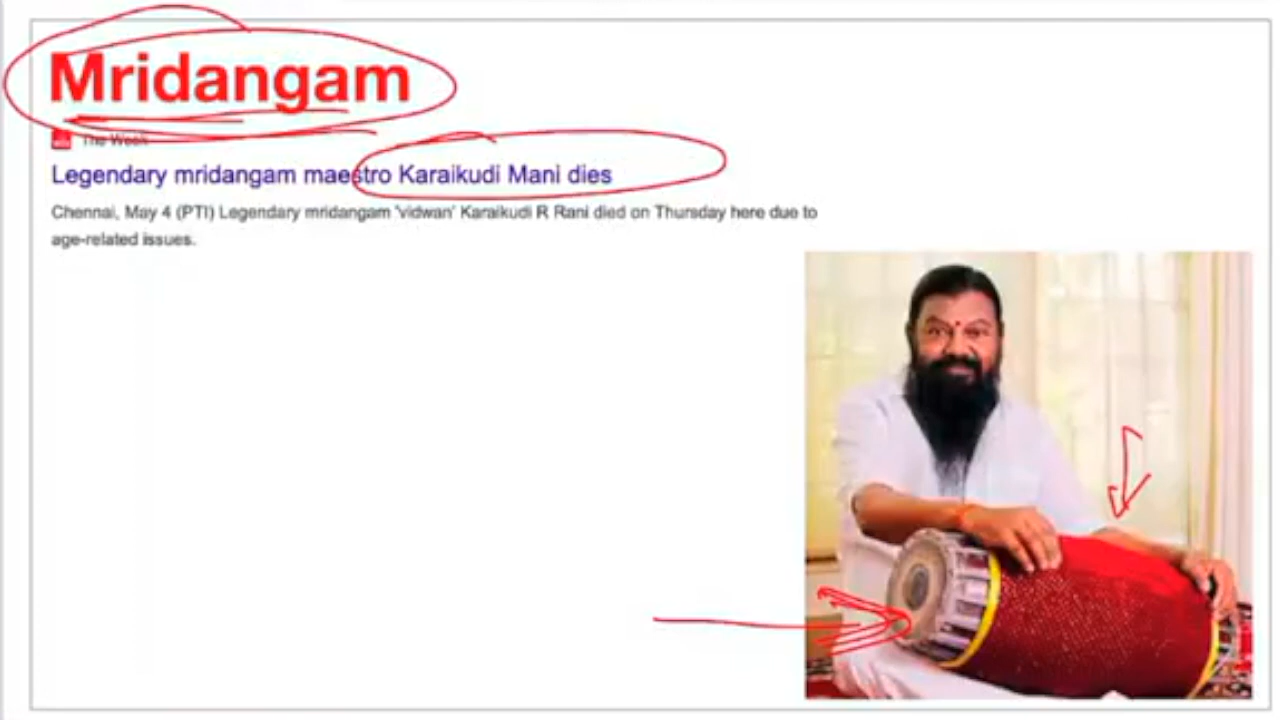 Mridangam
The Week
Legendary mridangam maestro Karaikudi Mani dies
Chennai, May 4 (PTI) Legendary mridangam 'vidwan' Karaikudi R Rani died on Thursday here due to
age-related issues.